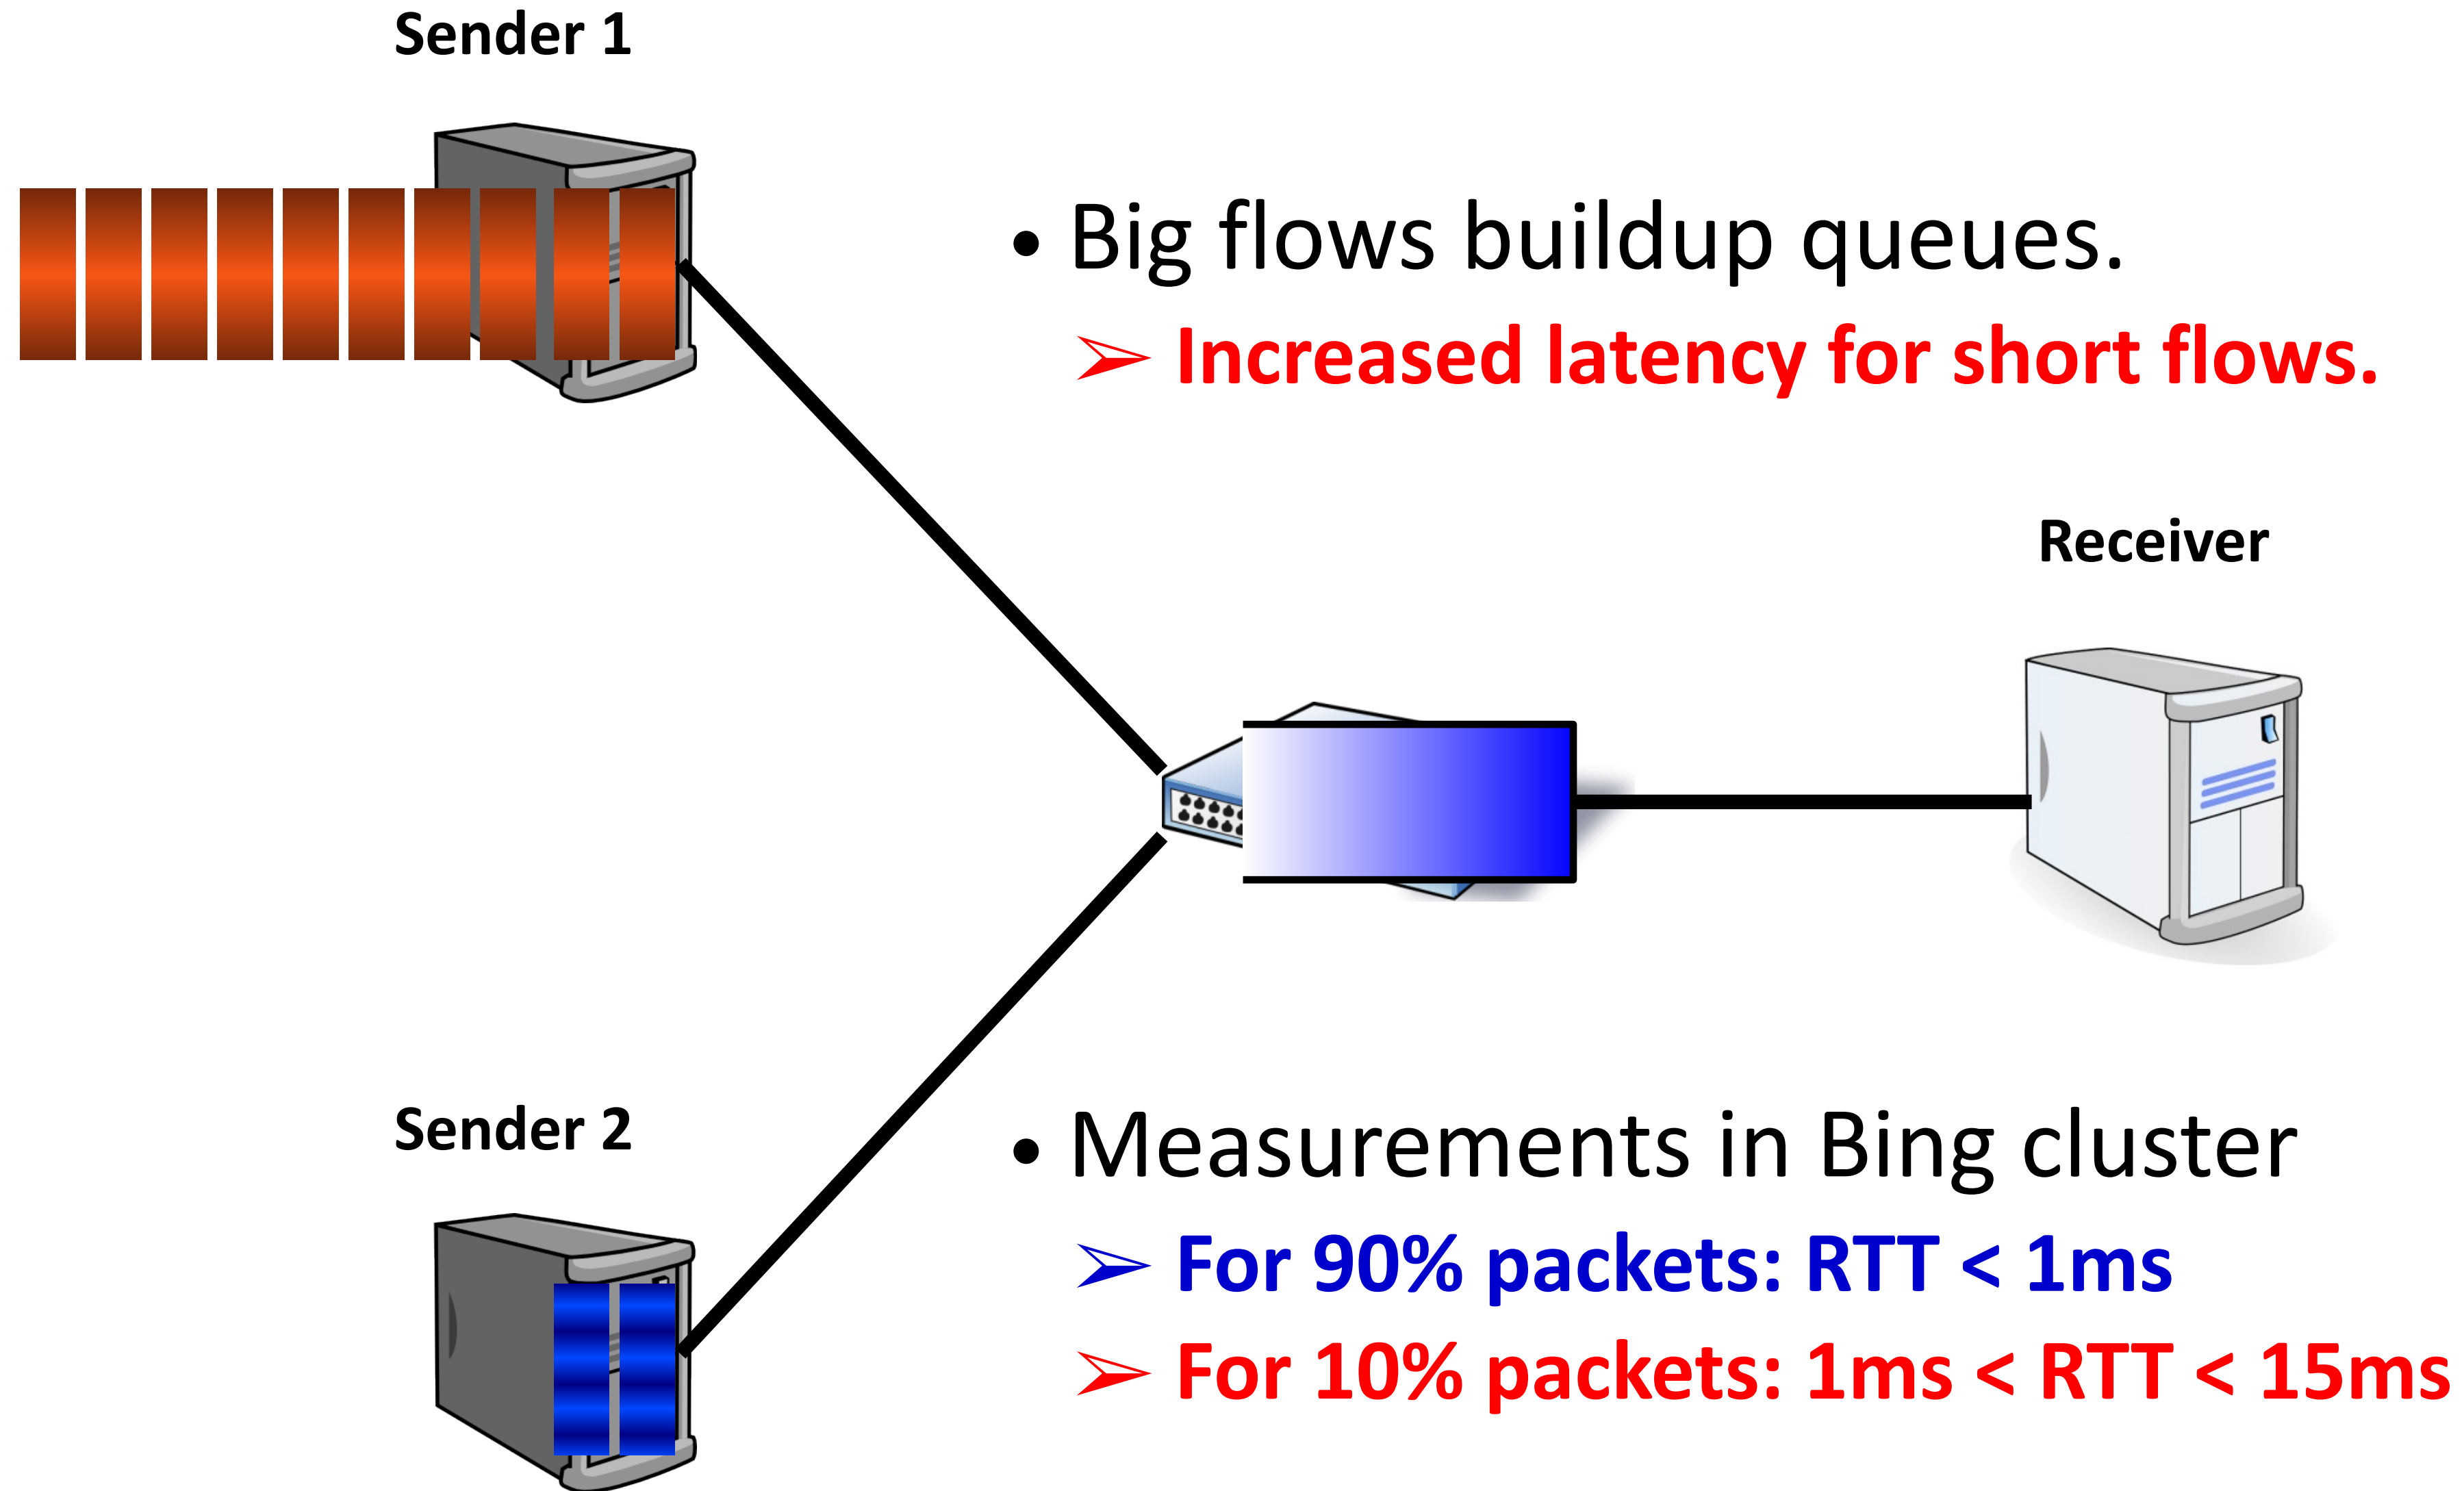 Sender 1
• Big flows buildup queues.
➢ Increased latency for short flows.
Receiver
Sender 2
• Measurements in Bing cluster
➢ For 90% packets: RTT < 1ms
➢ For 10% packets: 1ms < RTT < 15ms